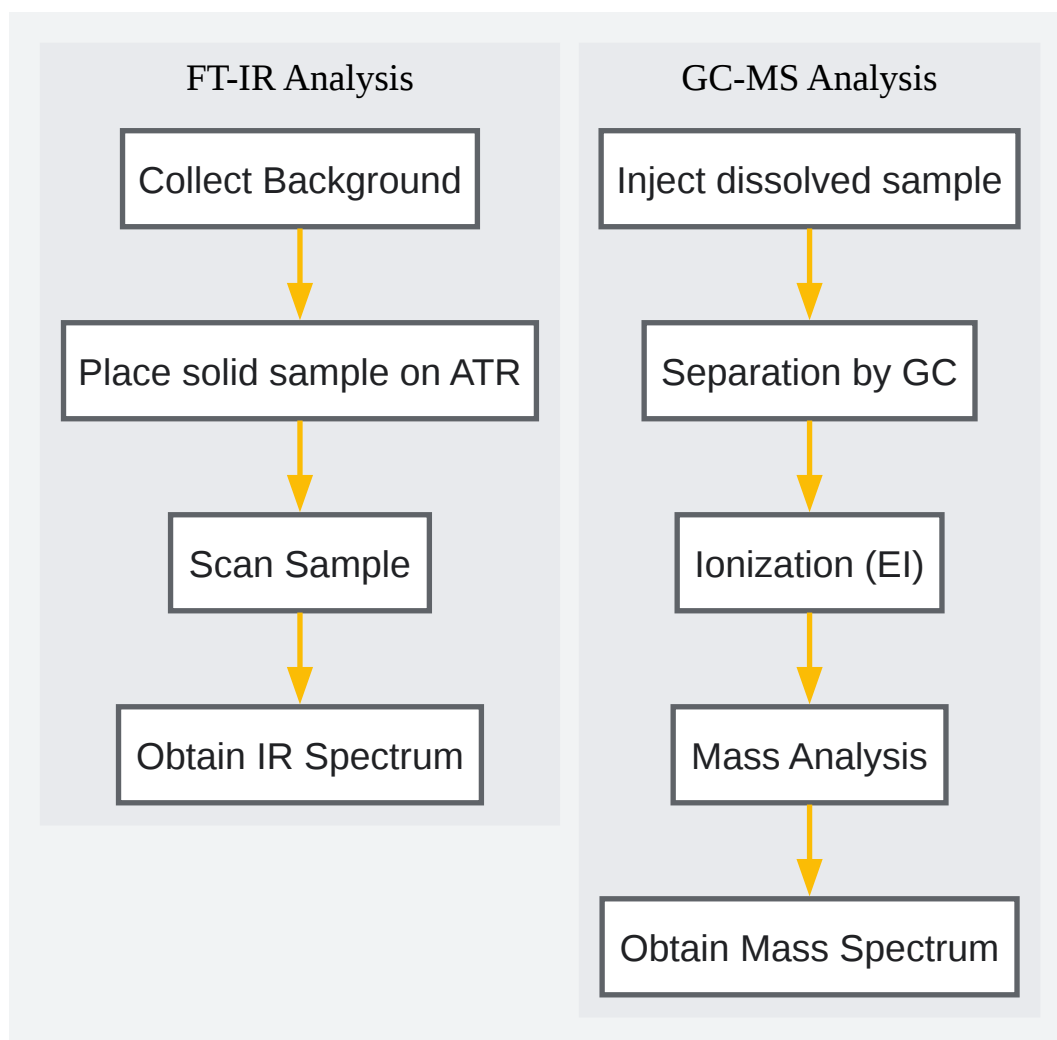 FT-IR Analysis
Collect Background
Place solid sample on ATR
Scan Sample
Obtain IR Spectrum
GC-MS Analysis
Inject dissolved sample
Separation by GC
Ionization (EI)
Mass Analysis
Obtain Mass Spectrum